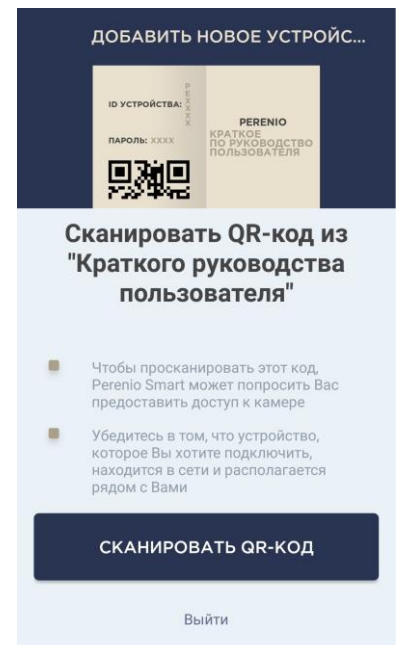 ДОБАВИТЬ НОВОЕ УСТРОЙС...
ID УСТРОЙСТВА:
PEXXXX
ПАРОЛЬ: XXXX
PERENIO
КРАТКОЕ
ПО РУКОВОДСТВО
ПОЛЬЗОВАТЕЛЯ
Сканировать QR-код из
"Краткого руководства
пользователя"
Чтобы просканировать этот код,
Perenio Smart может попросить Вас
предоставить доступ к камере
Убедитесь в том, что устройство,
которое Вы хотите подключить,
находится в сети и располагается
рядом с Вами
СКАНИРОВАТЬ QR-КОД
Выйти